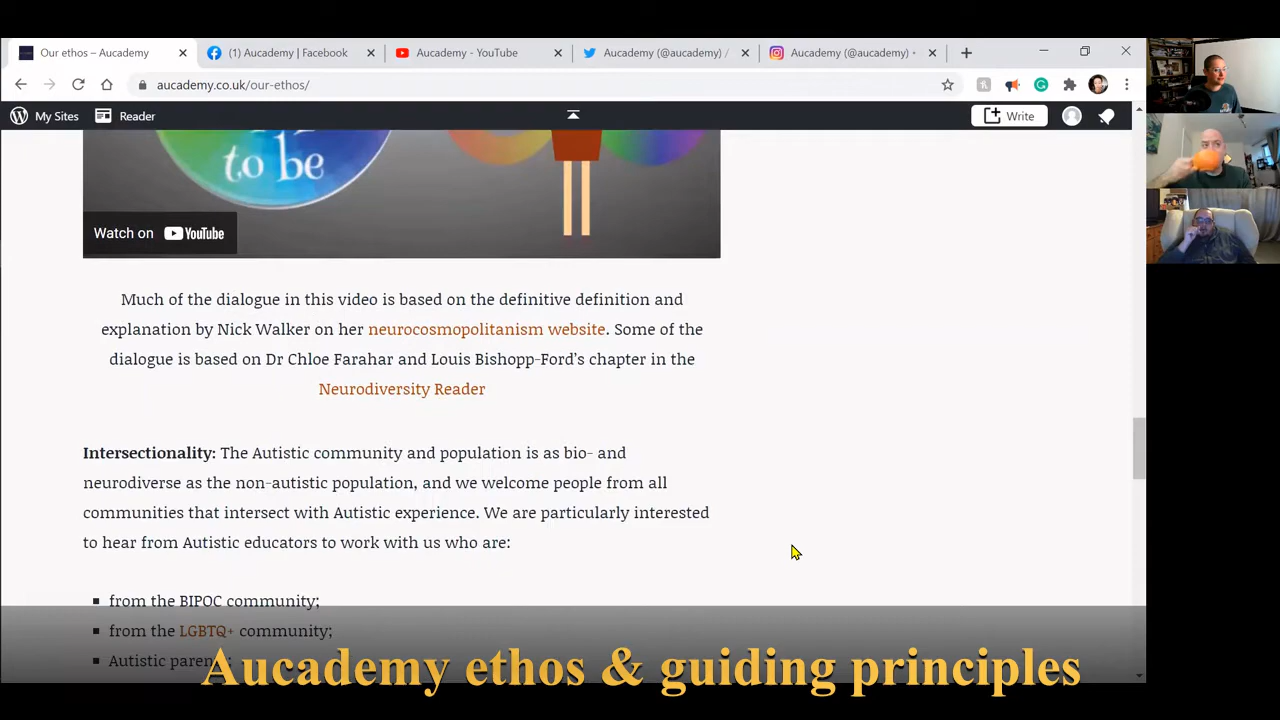 Our ethos – Aucademy
(1) Aucademy | Facebook
Aucademy - YouTube
Aucademy (@aucademy) /
Aucademy (@aucademy) •
aucademy.co.uk/our-ethos/
My Sites
Reader
Write
to be
Watch on YouTube
Much of the dialogue in this video is based on the definitive definition and
explanation by Nick Walker on her neurocosmopolitanism website. Some of the
dialogue is based on Dr Chloe Farahar and Louis Bishopp-Ford’s chapter in the
Neurodiversity Reader
Intersectionality: The Autistic community and population is as bio- and
neurodiverse as the non-autistic population, and we welcome people from all
communities that intersect with Autistic experience. We are particularly interested
to hear from Autistic educators to work with us who are:
from the BIPOC community;
from the LGBTQ+ community;
Autistic
Aucademy ethos & guiding principles